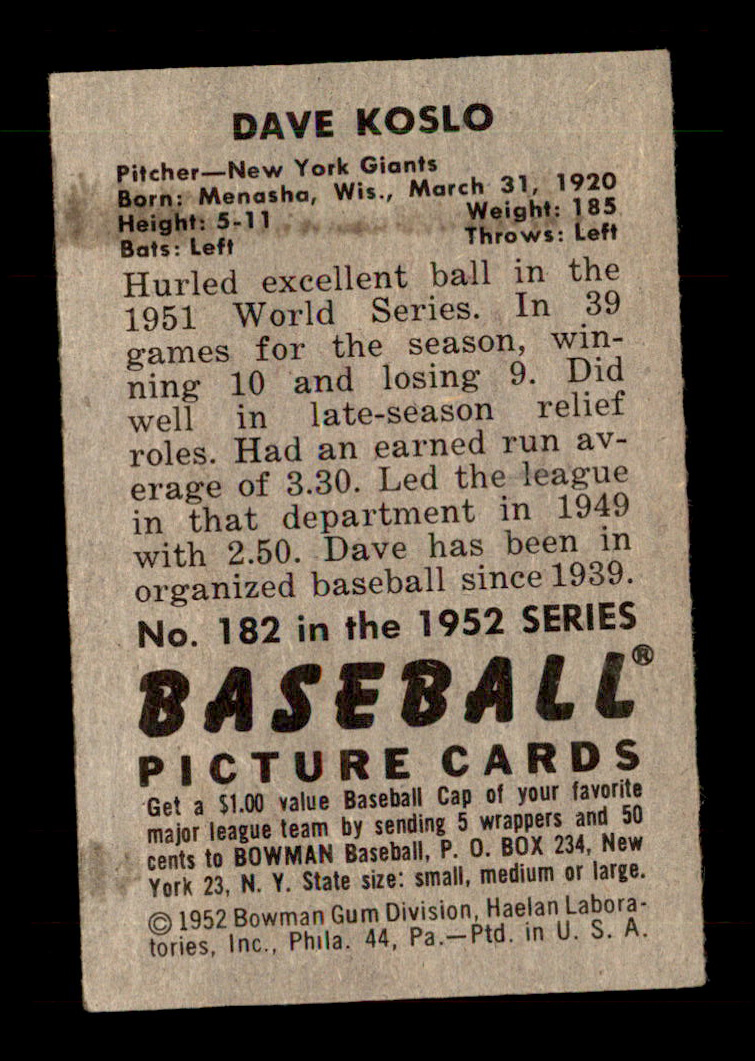 DAVE KOSLO
Pitcher—New York Giants
Born: Menasha, Wis., March 31, 1920
Height: 5-11 Weight: 185
Bats: Left Throws: Left
Hurled excellent ball in the
1951 World Series. In 39
games for the season, win-
ning 10 and losing 9. Did
well in late-season relief
roles. Had an earned run av-
erage of 3.30. Led the league
in that department in 1949
with 2.50. Dave has been in
organized baseball since 1939.
No. 182 in the 1952 SERIES
BASEBALL®
PICTURE CARDS
Get a $1.00 value Baseball Cap of your favorite
major league team by sending 5 wrappers and 50
cents to BOWMAN Baseball, P. O. BOX 234, New
York 23, N. Y. State size: small, medium or large.
© 1952 Bowman Gum Division, Haelan Labora-
tories, Inc., Phila. 44, Pa.—Ptd. in U. S. A.